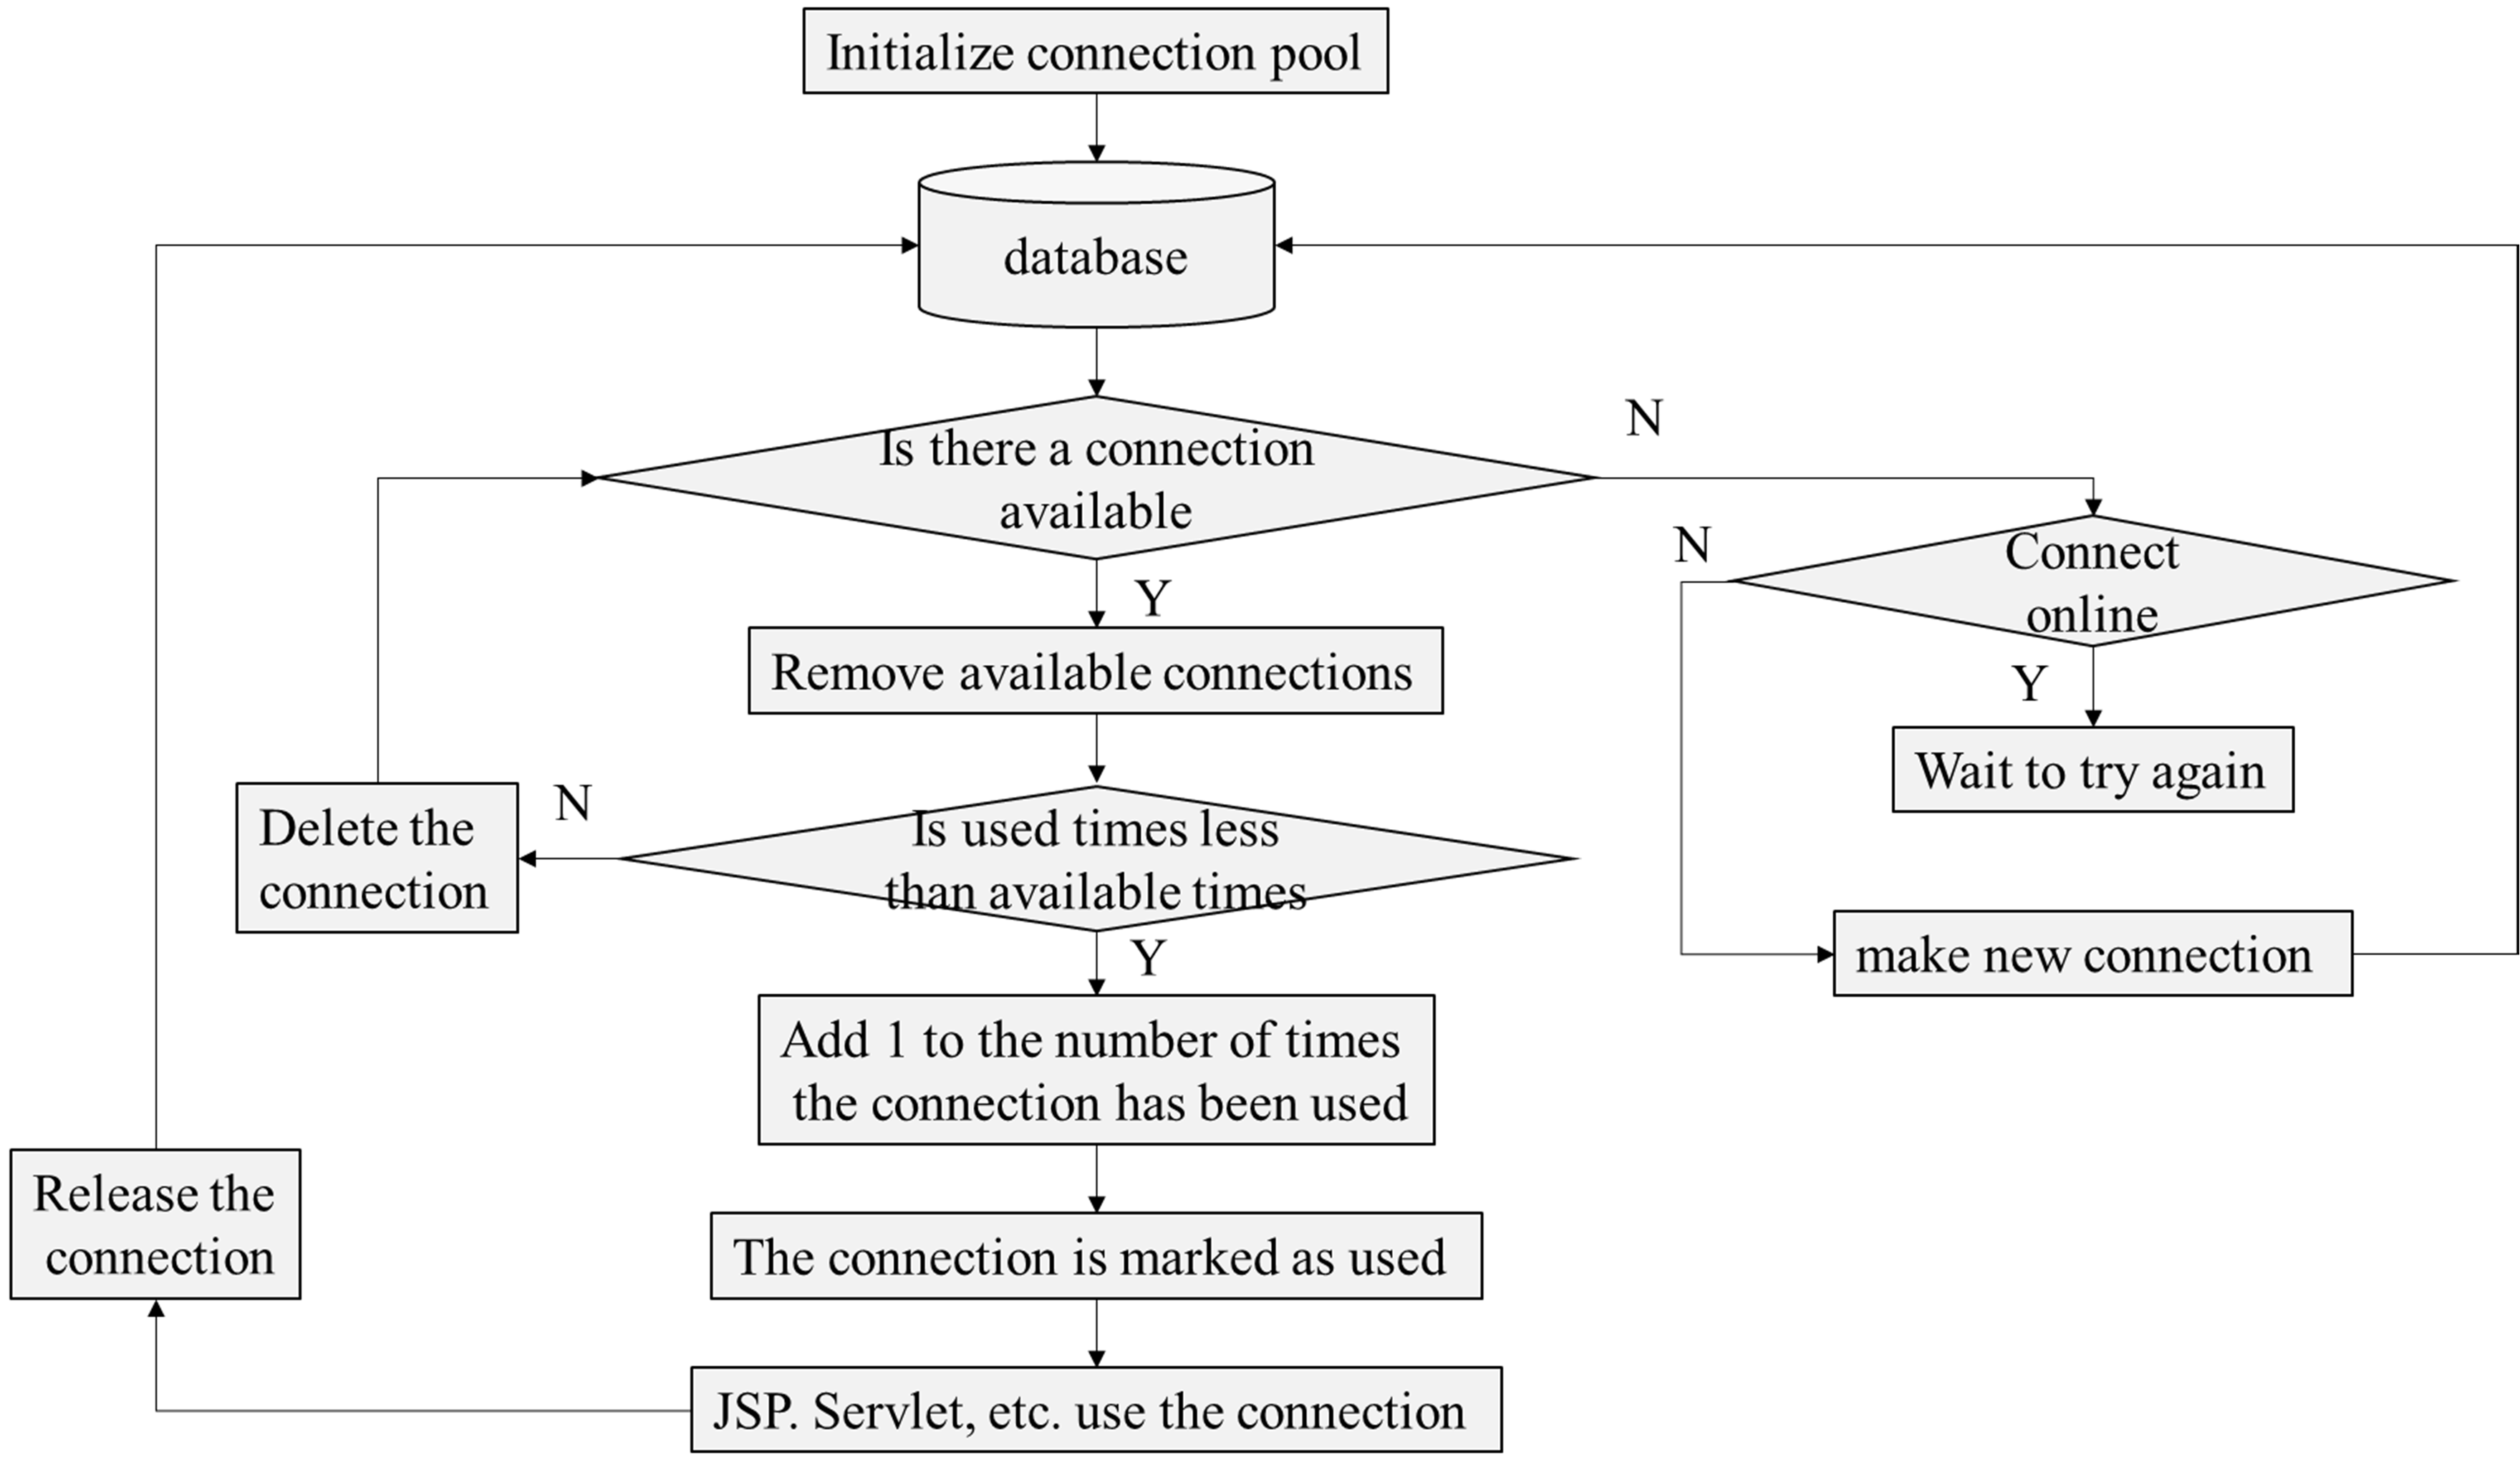 Initialize connection pool
database
N
Is there a connection
available
N
Connect
online
Y
Remove available connections
Y
Wait to try again
N
Delete the
connection
Is used times less
than available times
Y
make new connection
Add 1 to the number of times
the connection has been used
Release the
connection
The connection is marked as used
JSP. Servlet, etc. use the connection